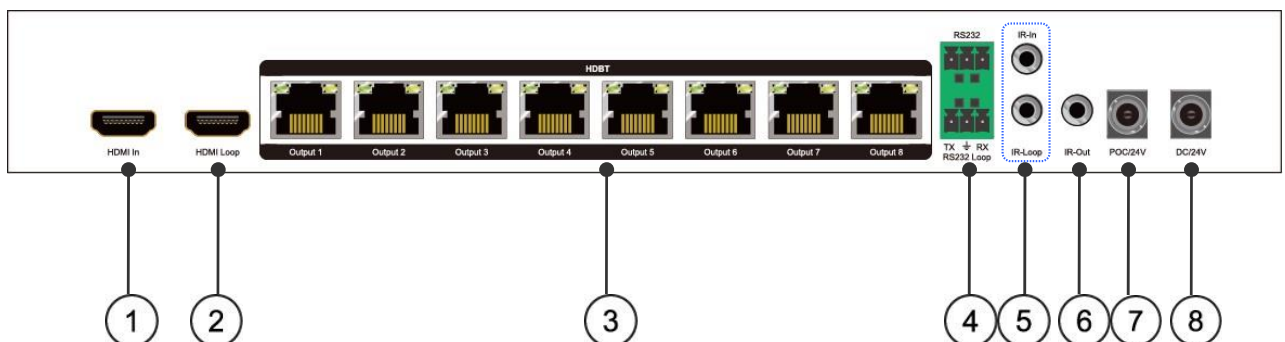 RS232
IR-In
HDBT
HDMI In
HDMI Loop
Output 1
Output 2
Output 3
Output 4
Output 5
Output 6
Output 7
Output 8
TX RX
RS232 Loop
IR-Loop
IR-Out
POC/24V
DC/24V
1
2
3
4
5
6
7
8